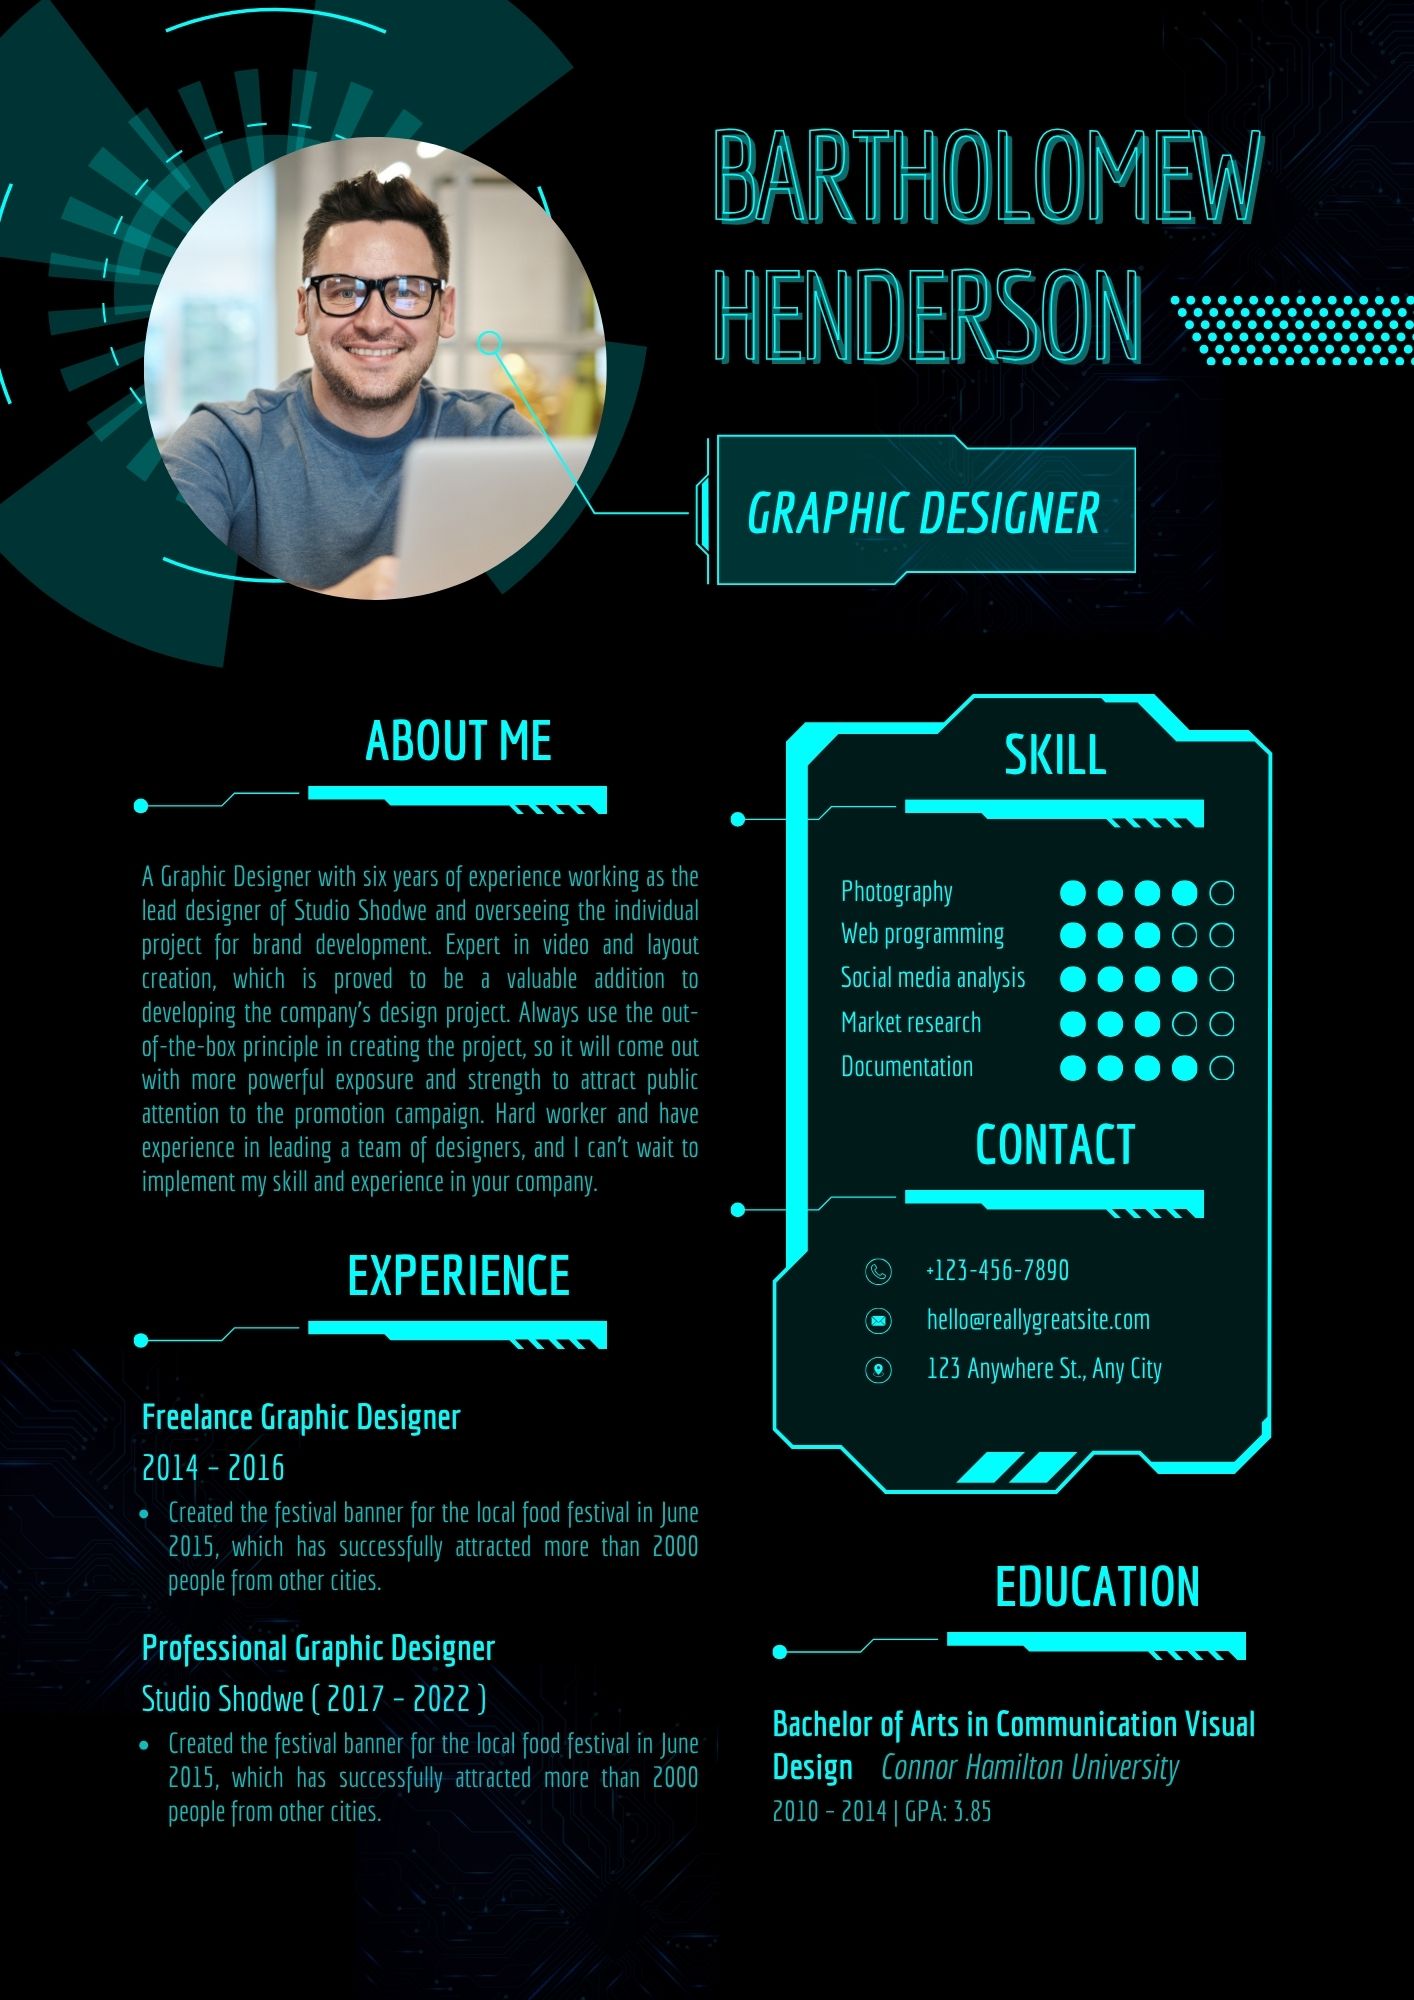 BARTHOLOMEW
HENDERSON
GRAPHIC DESIGNER
ABOUT ME
A Graphic Designer with six years of experience working as the
lead designer of Studio Shodwe and overseeing the individual
project for brand development. Expert in video and layout
creation, which is proved to be a valuable addition to
developing the company's design project. Always use the out-
of-the-box principle in creating the project, so it will come out
with more powerful exposure and strength to attract public
attention to the promotion campaign. Hard worker and have
experience in leading a team of designers, and I can't wait to
implement my skill and experience in your company.
EXPERIENCE
Freelance Graphic Designer
2014 – 2016
• Created the festival banner for the local food festival in June
2015, which has successfully attracted more than 2000
people from other cities.
Professional Graphic Designer
Studio Shodwe ( 2017 – 2022 )
• Created the festival banner for the local food festival in June
2015, which has successfully attracted more than 2000
people from other cities.
SKILL
Photography
Web programming
Social media analysis
Market research
Documentation
CONTACT
+123-456-7890
hello@reallygreatsite.com
123 Anywhere St., Any City
EDUCATION
Bachelor of Arts in Communication Visual
Design Connor Hamilton University
2010 – 2014 | GPA: 3.85